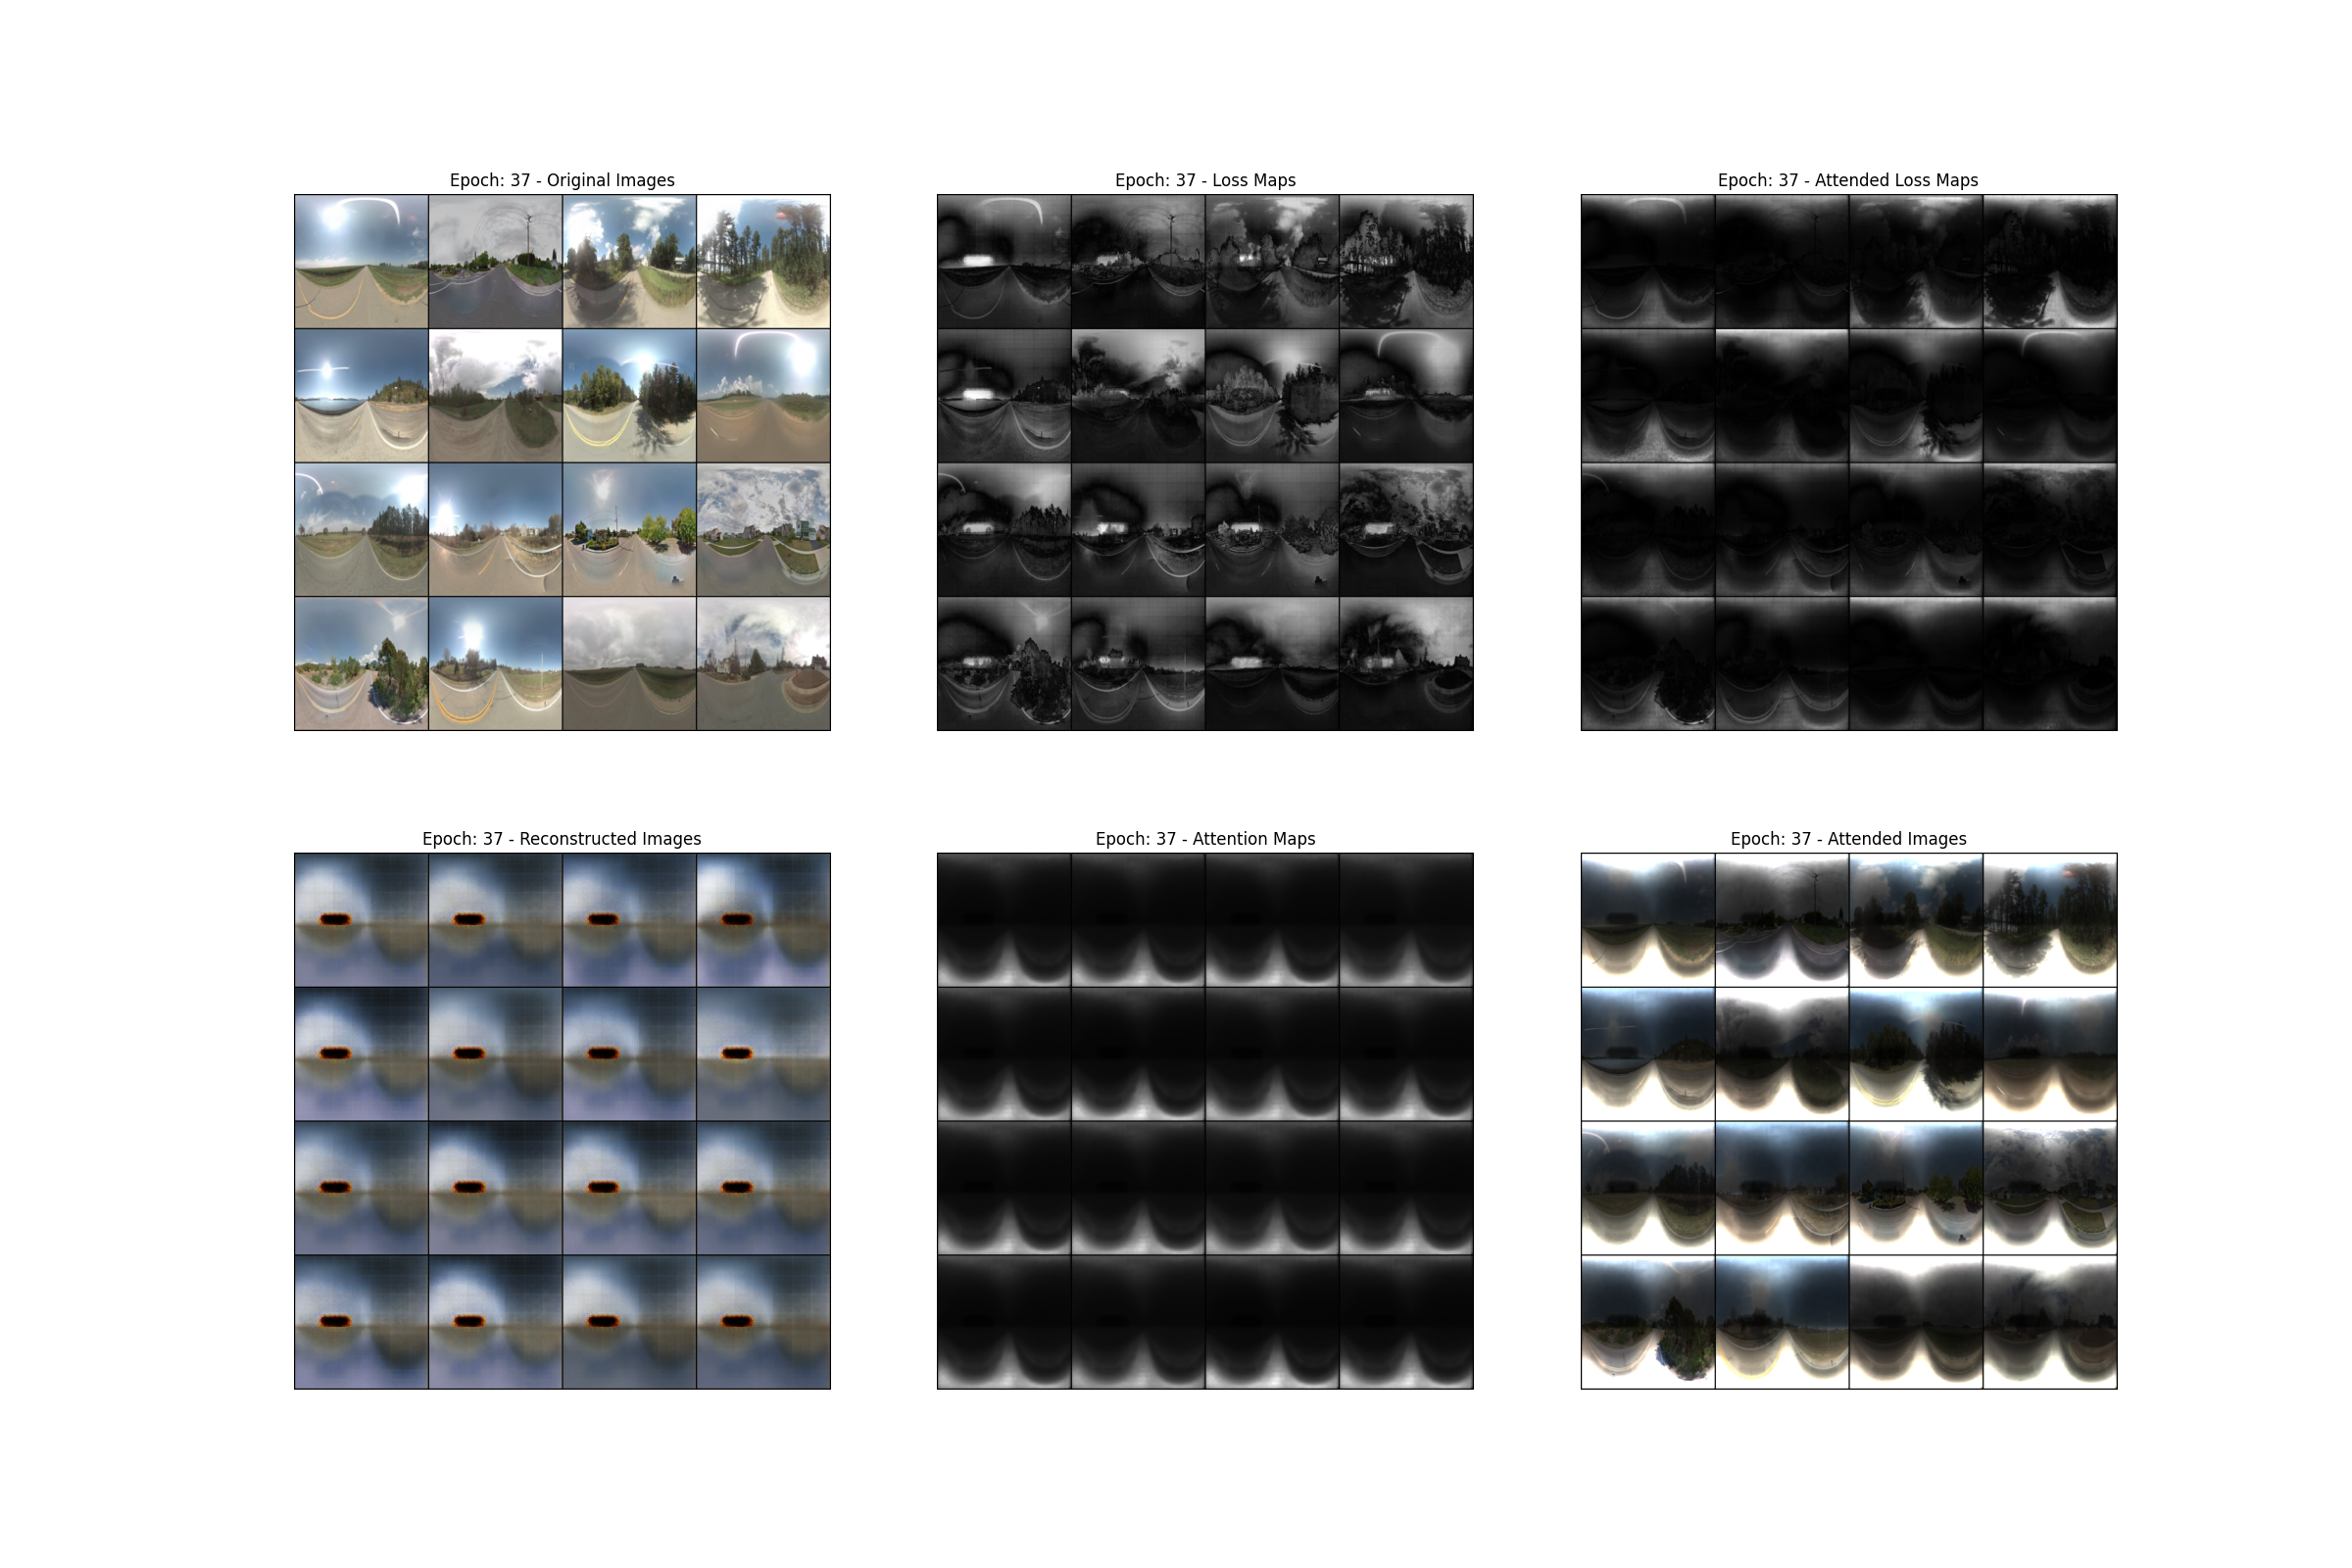 Epoch: 37 - Original Images
Epoch: 37 - Loss Maps
Epoch: 37 - Attended Loss Maps
Epoch: 37 - Reconstructed Images
Epoch: 37 - Attention Maps
Epoch: 37 - Attended Images